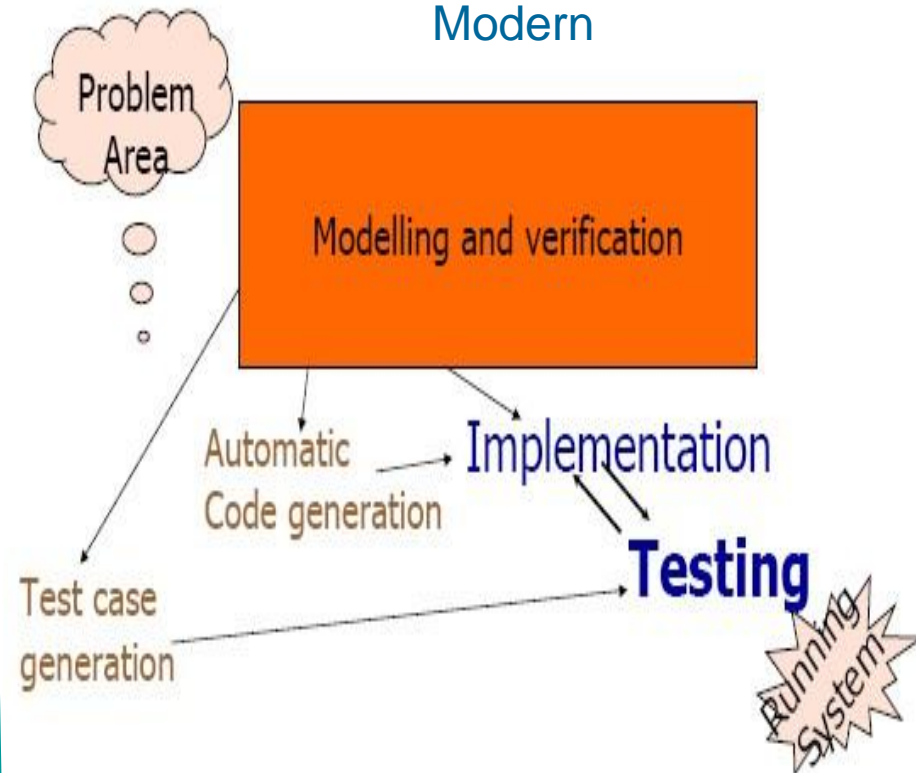 Modern
Problem
Area
Modelling and verification
Automatic
Code generation
Implementation
Testing
Test case
generation
Running
System